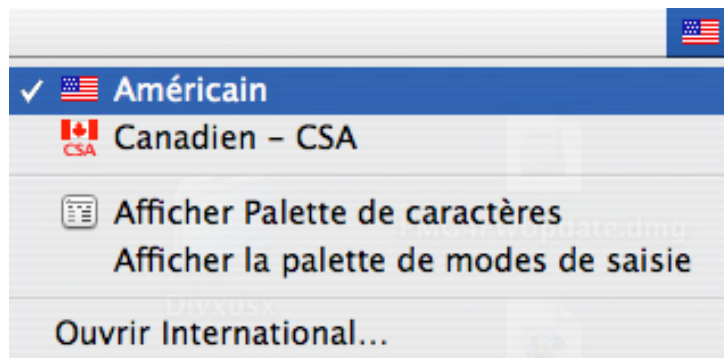 Américain
CSA Canadien – CSA
Afficher Palette de caractères
Afficher la palette de modes de saisie
Ouvrir International...